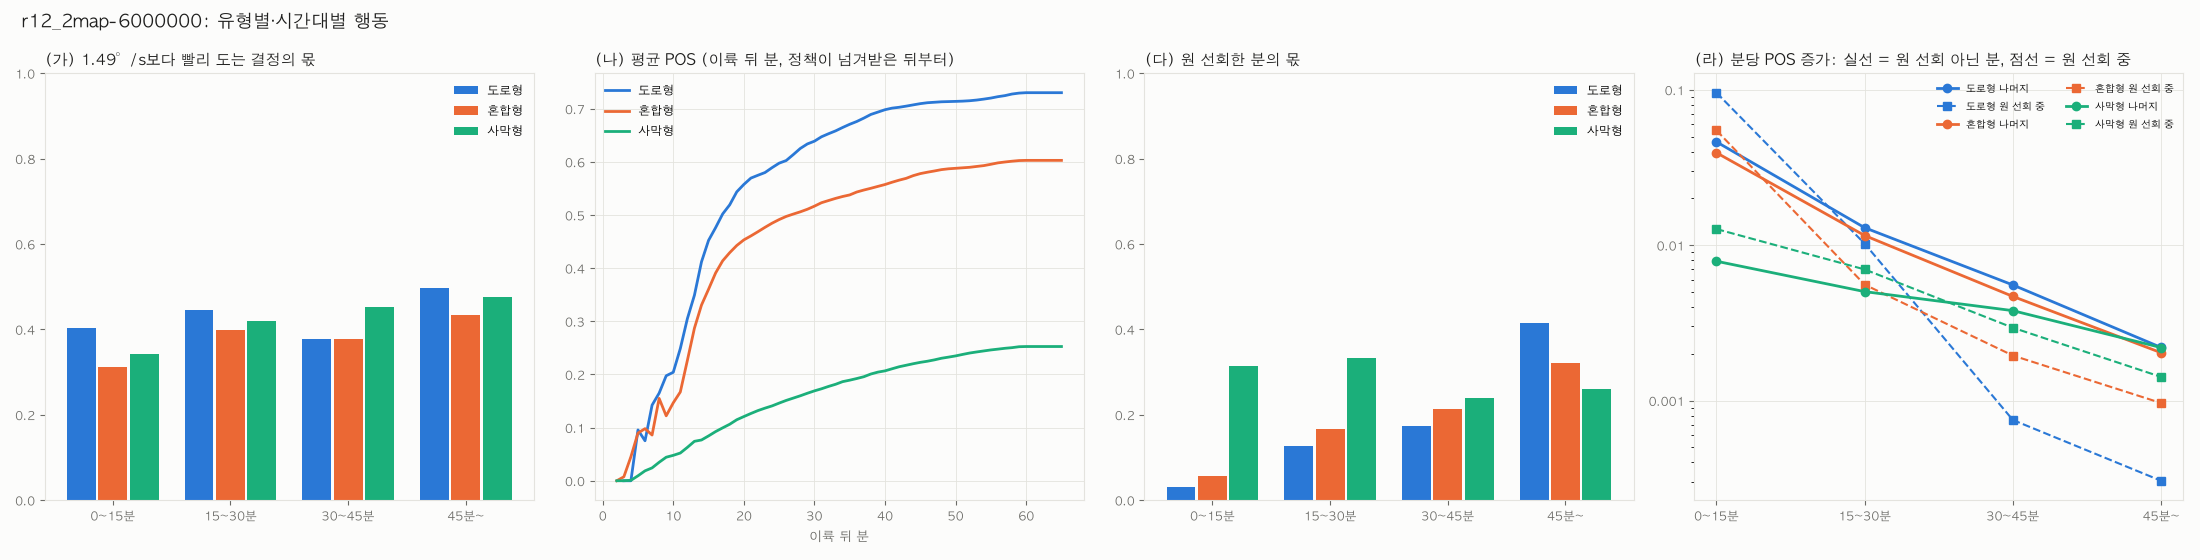 r12_2map-6000000: 유형별·시간대별 행동
(가) 1.49° /s보다 빨리 도는 결정의 몫
1.0
0.8
0.6
0.4
0.2
0.0
도로형
혼합형
사막형
0~15분
15~30분
30~45분
45분~
(나) 평균 POS (이륙 뒤 분, 정책이 넘겨받은 뒤부터)
0.7
0.6
0.5
0.4
0.3
0.2
0.1
0.0
도로형
혼합형
사막형
0
10
20
30
40
50
60
이륙 뒤 분
(다) 원 선회한 분의 몫
1.0
0.8
0.6
0.4
0.2
0.0
도로형
혼합형
사막형
0~15분
15~30분
30~45분
45분~
(라) 분당 POS 증가: 실선 = 원 선회 아닌 분, 점선 = 원 선회 중
0.1
0.01
0.001
도로형 나머지
도로형 원 선회 중
혼합형 나머지
혼합형 원 선회 중
사막형 나머지
사막형 원 선회 중
0~15분
15~30분
30~45분
45분~